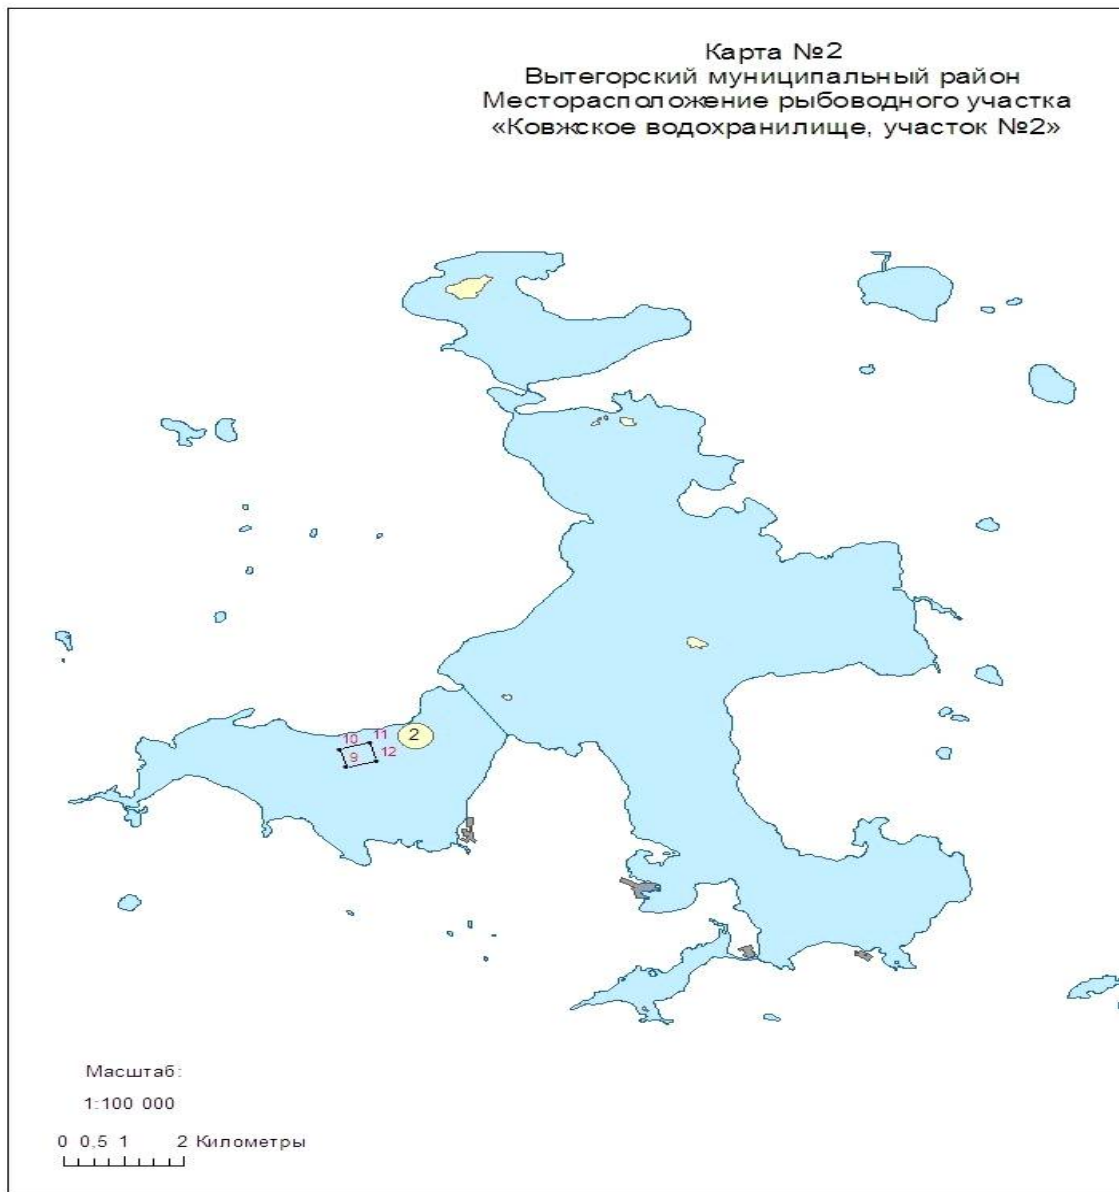 Карта №2
Вытегорский муниципальный район
Месторасположение рыбоводного участка
«Ковжское водохранилище, участок №2»
10 11 2
9 12
Масштаб:
1:100 000
0 0,5 1 2 Километры